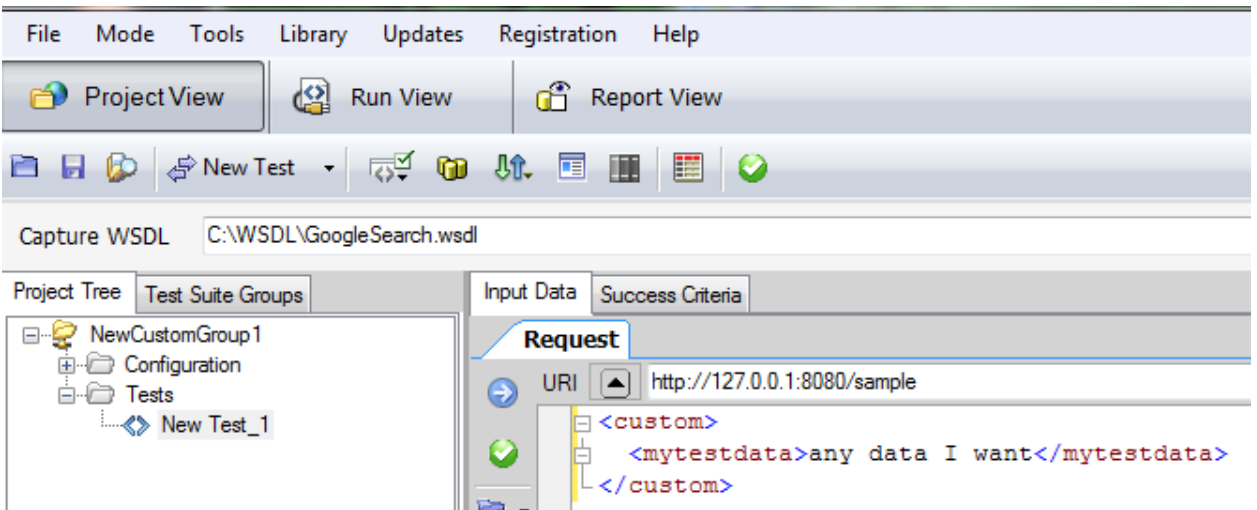 File Mode Tools Library Updates Registration Help
Project View Run View Report View
New Test
Capture WSDL C:\WSDL\GoogleSearch.wsdl
Project Tree Test Suite Groups Input Data Success Criteria
NewCustomGroup1
Configuration
Tests
New Test_1
Request
URI http://127.0.0.1:8080/sample
<custom>
<mytestdata>any data I want</mytestdata>
</custom>